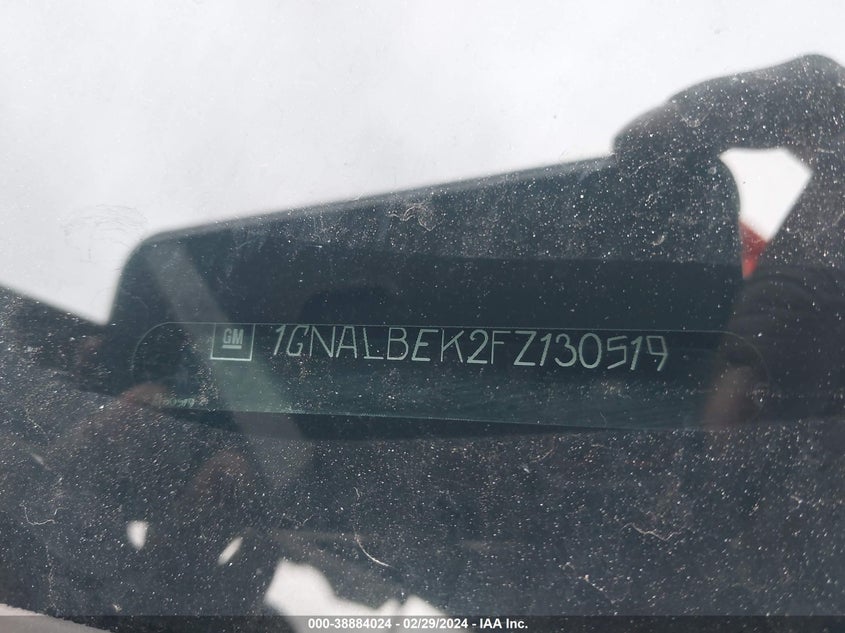 GM 1GNALBEK2FZ130519
000-38884024 - 02/29/2024 - IAA Inc.